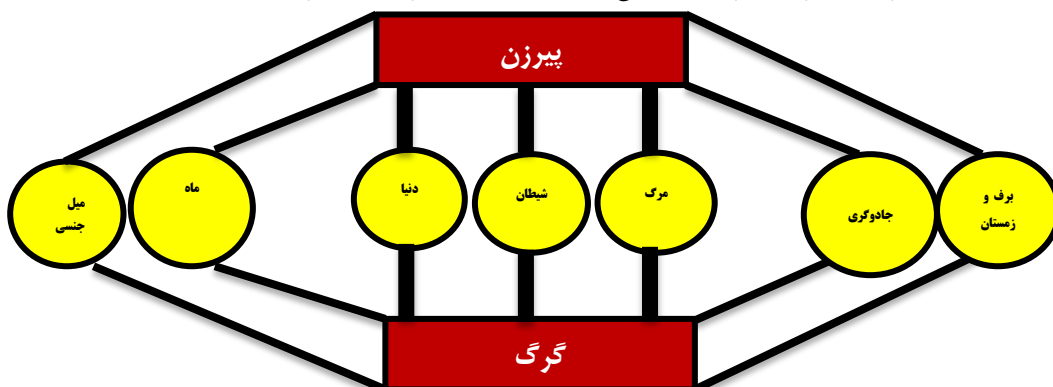 پیرزن
برف و
زمستان
جادوگری
مرگ
شیطان
دنیا
ماه
میل
جنسی
گرگ